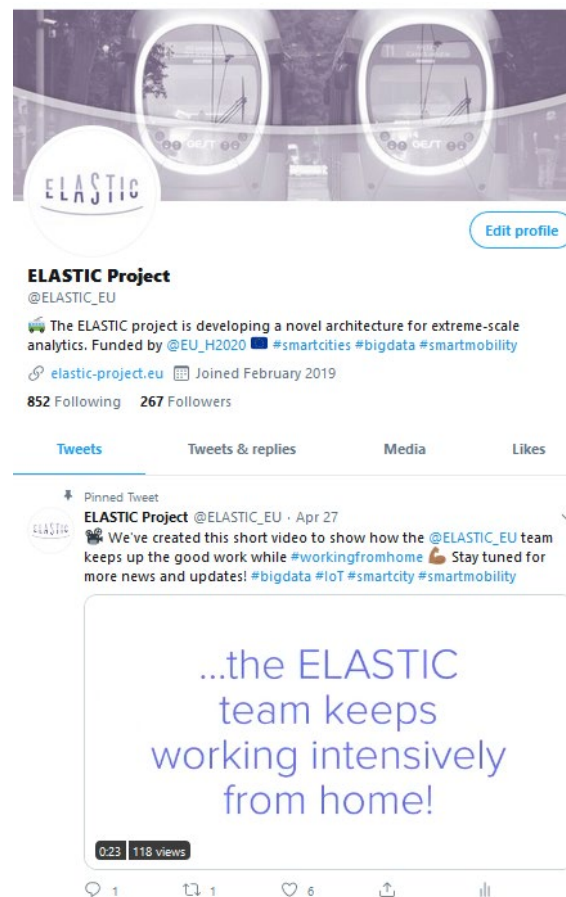 GEST
GEST
ELASTIC
Edit profile
ELASTIC Project
@ELASTIC_EU
🚎 The ELASTIC project is developing a novel architecture for extreme-scale
analytics. Funded by @EU_H2020 🇪🇺 #smartcities #bigdata #smartmobility
elastic-project.eu Joined February 2019
852 Following 267 Followers
Tweets Tweets & replies Media Likes
Pinned Tweet
ELASTIC
ELASTIC Project @ELASTIC_EU · Apr 27
🎥 We've created this short video to show how the @ELASTIC_EU team
keeps up the good work while #workingfromhome 💪🏾 Stay tuned for
more news and updates! #bigdata #IoT #smartcity #smartmobility
...the ELASTIC
team keeps
working intensively
from home!
0:23 118 views
1 1 6